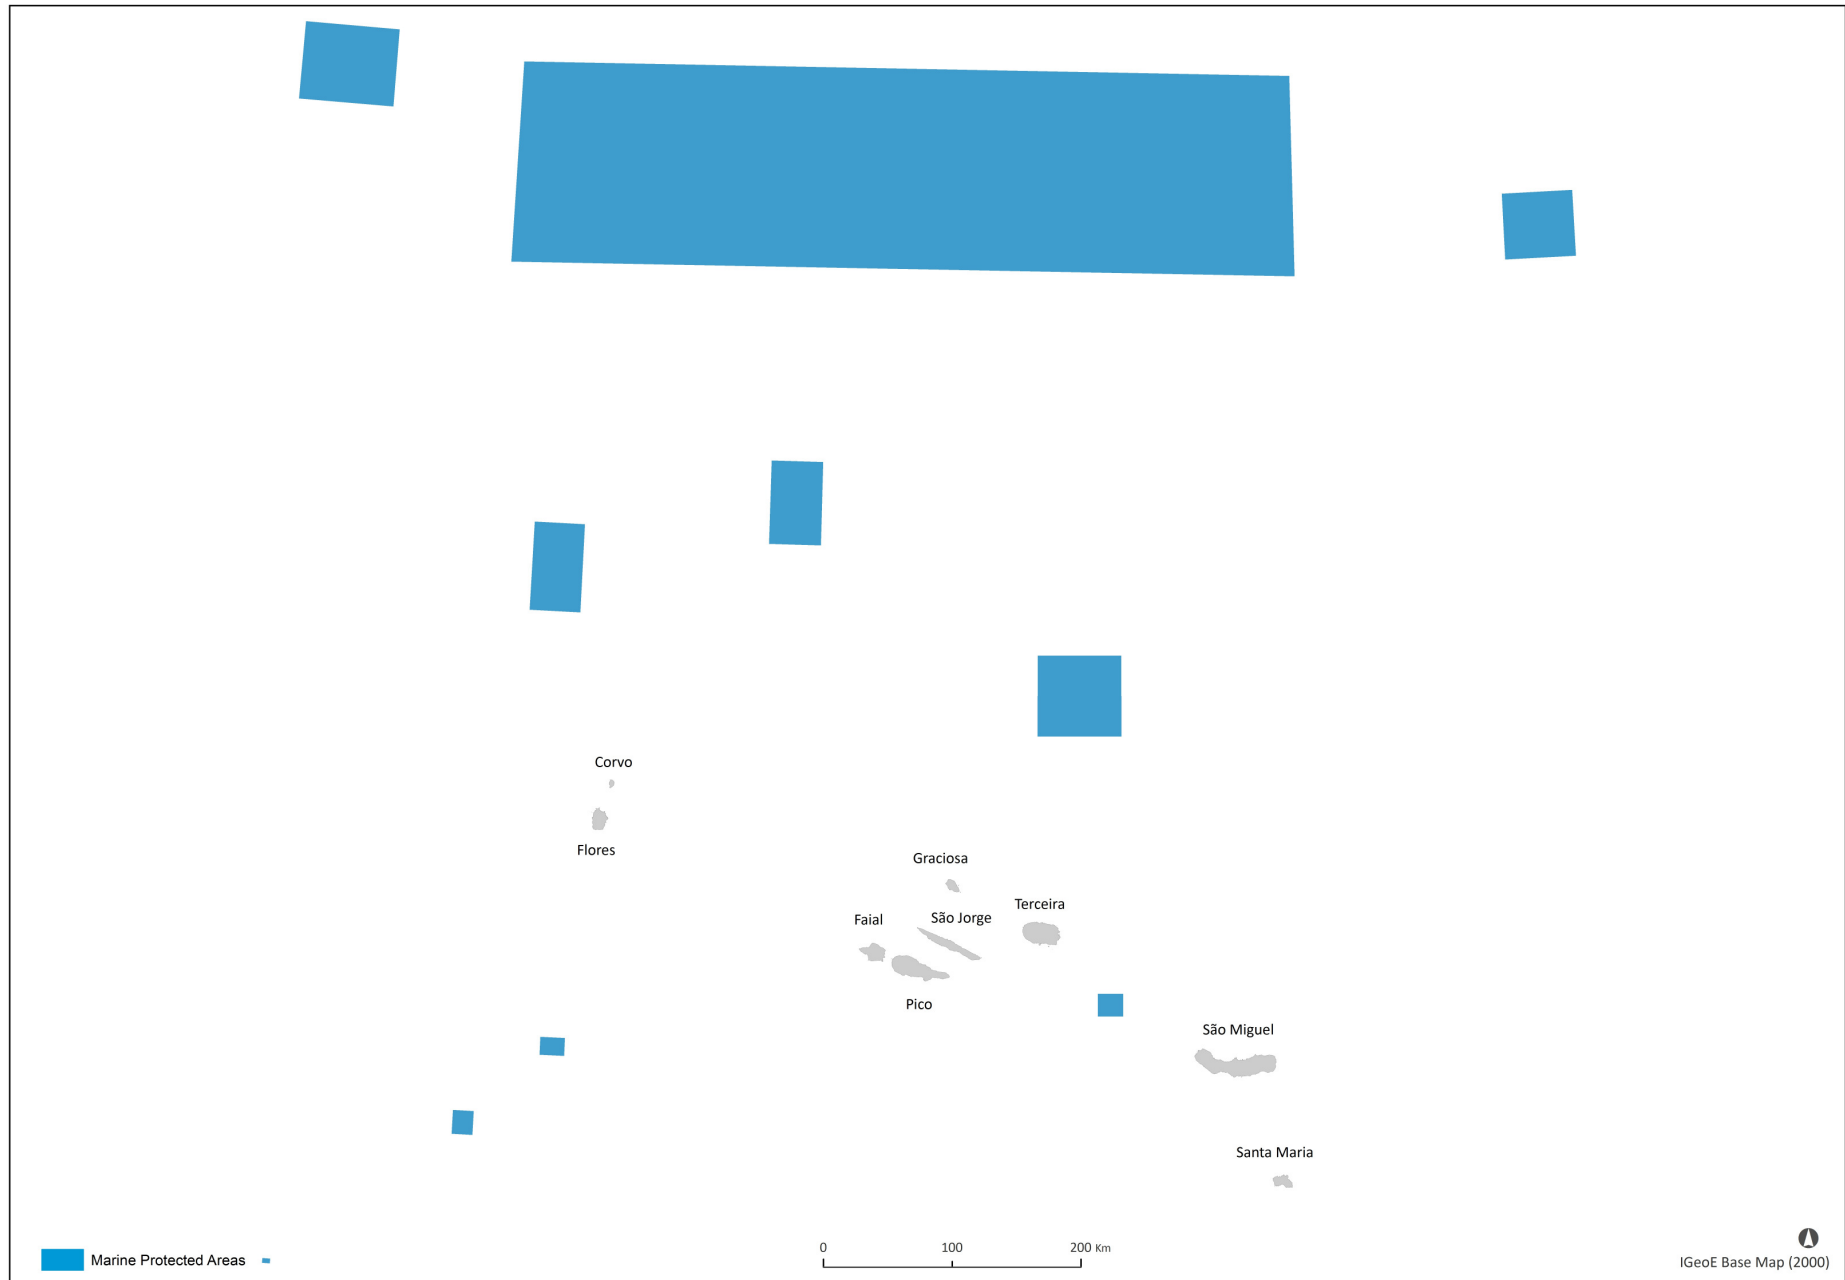 Corvo
Flores
Graciosa
Terceira
São Jorge
Faial
Pico
São Miguel
Santa Maria
Marine Protected Areas
0 100 200 Km
IGeoE Base Map (2000)